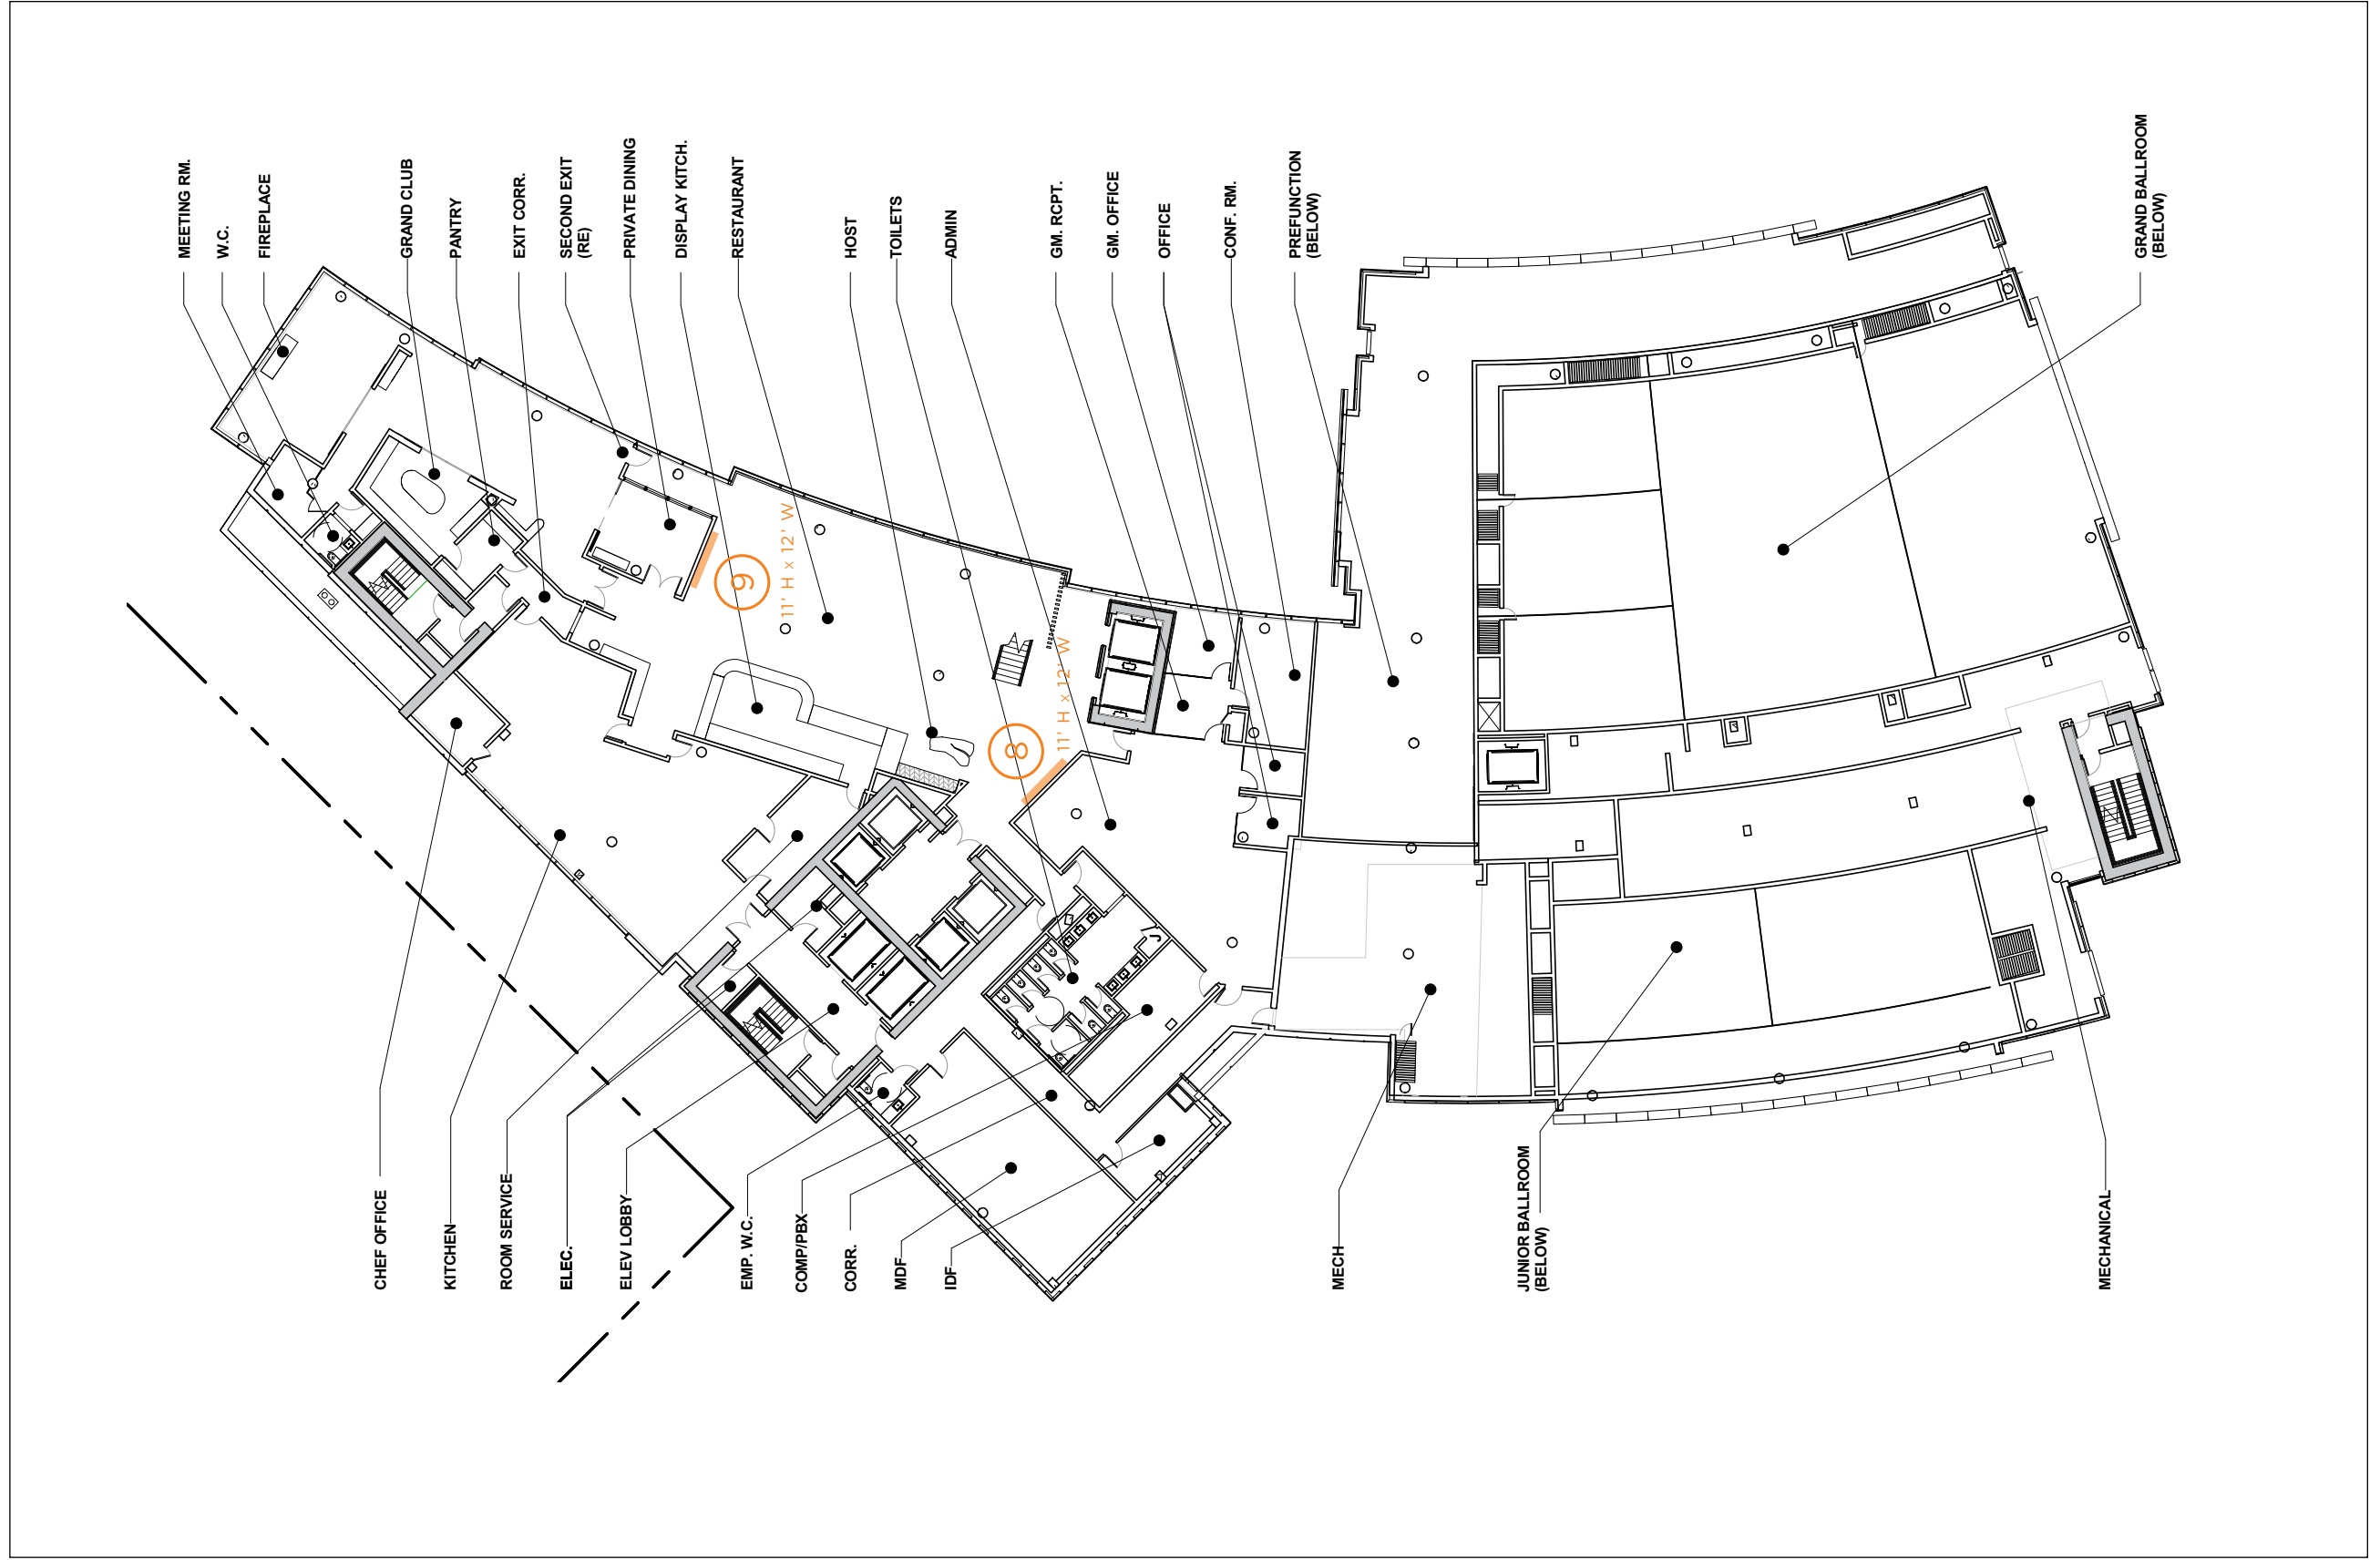 MEETING RM.
W.C.
FIREPLACE
GRAND CLUB
PANTRY
EXIT CORR.
SECOND EXIT
(RE)
PRIVATE DINING
DISPLAY KITCH.
RESTAURANT
HOST
TOILETS
ADMIN
GM. RCPT.
GM. OFFICE
OFFICE
CONF. RM.
PREFUNCTION
(BELOW)
GRAND BALLROOM
(BELOW)
9
11' H x 12' W
8
11' H x 12' W
CHEF OFFICE
KITCHEN
ROOM SERVICE
ELEC.
ELEV LOBBY
EMP. W.C.
COMP/PBX
CORR.
MDF
IDF
MECH
JUNIOR BALLROOM
(BELOW)
MECHANICAL